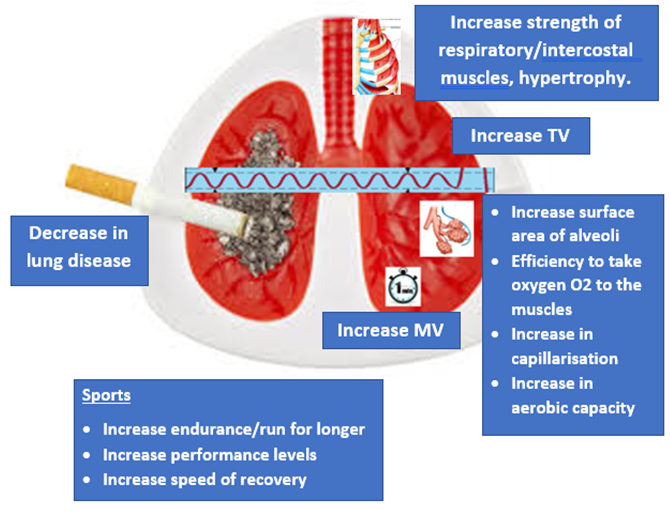 Increase strength of
respiratory/intercostal
muscles, hypertrophy.
Increase TV
Decrease in
lung disease
• Increase surface
area of alveoli
• Efficiency to take
oxygen O2 to the
muscles
• Increase in
capillarisation
• Increase in
aerobic capacity
1min
Increase MV
Sports
• Increase endurance/run for longer
• Increase performance levels
• Increase speed of recovery